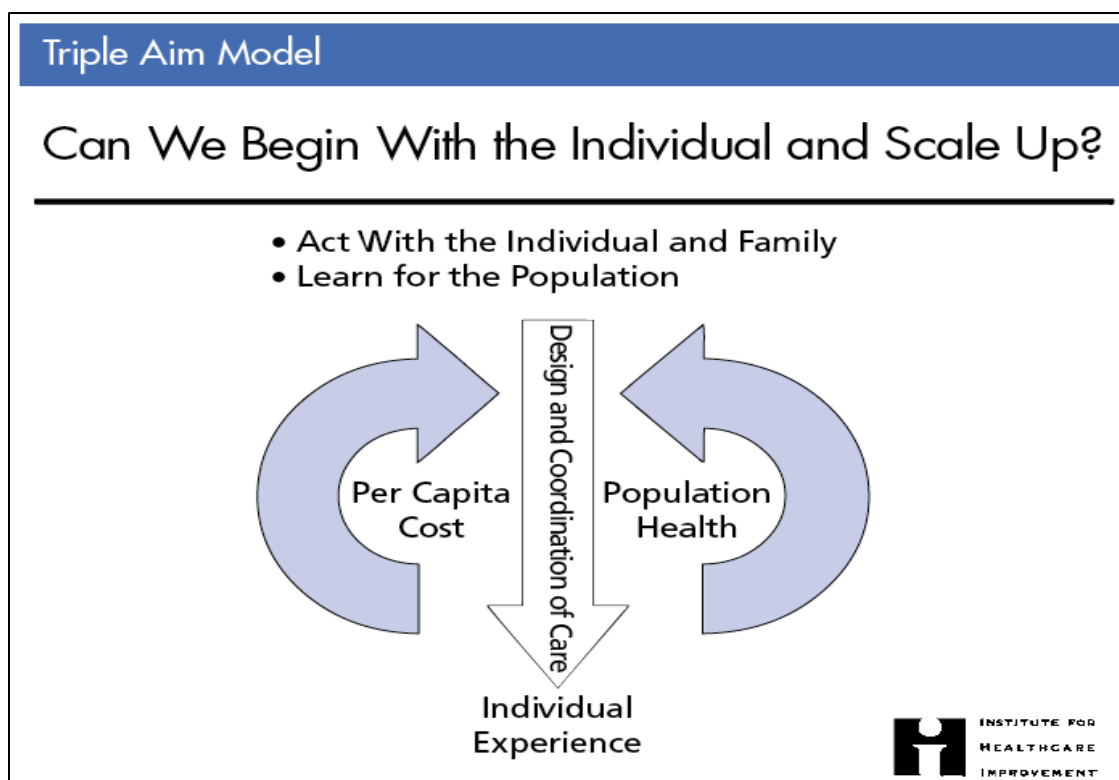 Triple Aim Model
Can We Begin With the Individual and Scale Up?
• Act With the Individual and Family
• Learn for the Population
Design and Coordination of Care
Per Capita
Cost
Population
Health
Individual
Experience
INSTITUTE FOR
HEALTHCARE
IMPROVEMENT